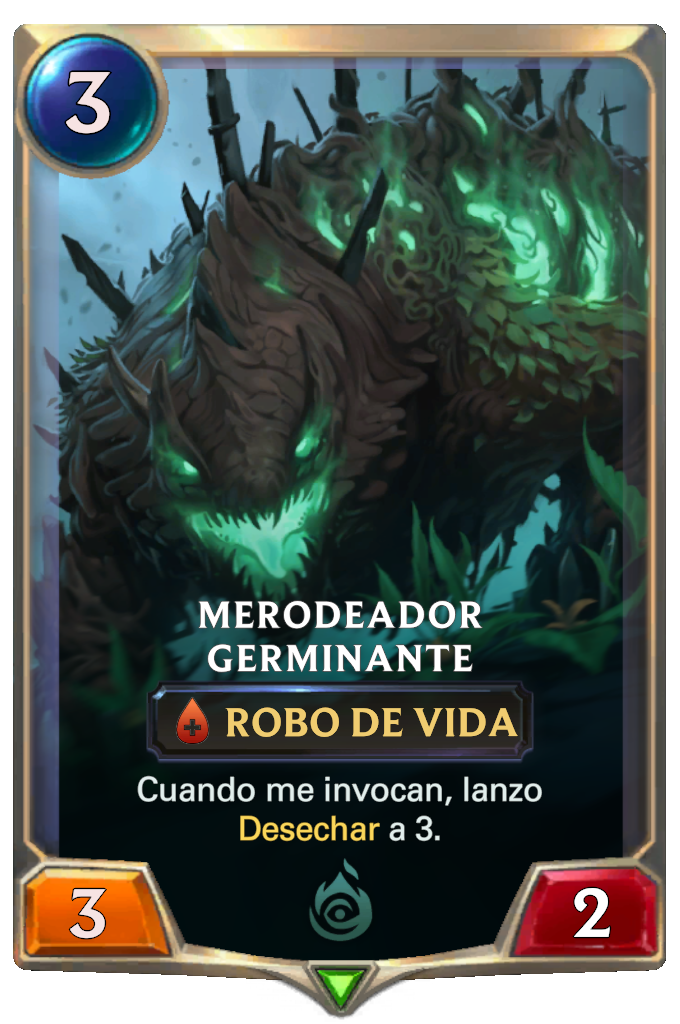 3
MERODEADOR
GERMINANTE
ROBO DE VIDA
Cuando me invocan, lanzo
Desechar a 3.
3
2